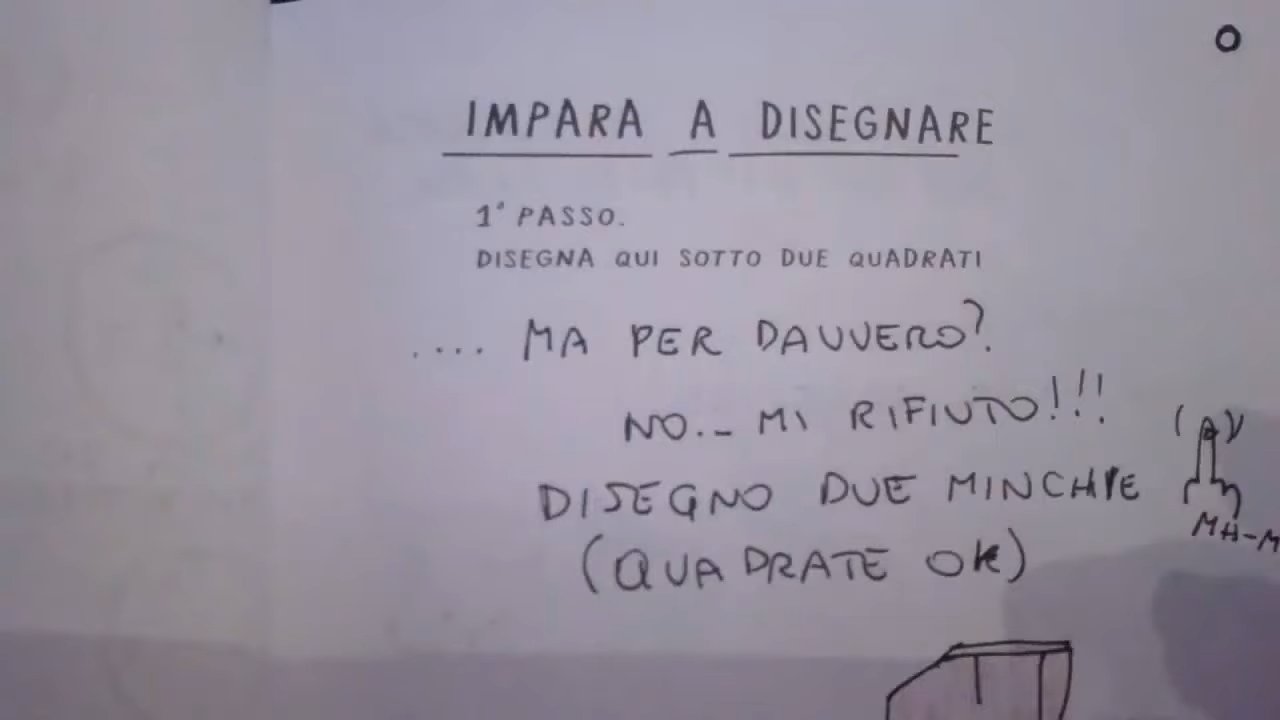 IMPARA A DISEGNARE
1° PASSO.
DISEGNA QUI SOTTO DUE QUADRATI
.... MA PER DAVVERO?
NO._ MI RIFIUTO!!!
DISEGNO DUE MINCHIE
(QUADRATE OK)